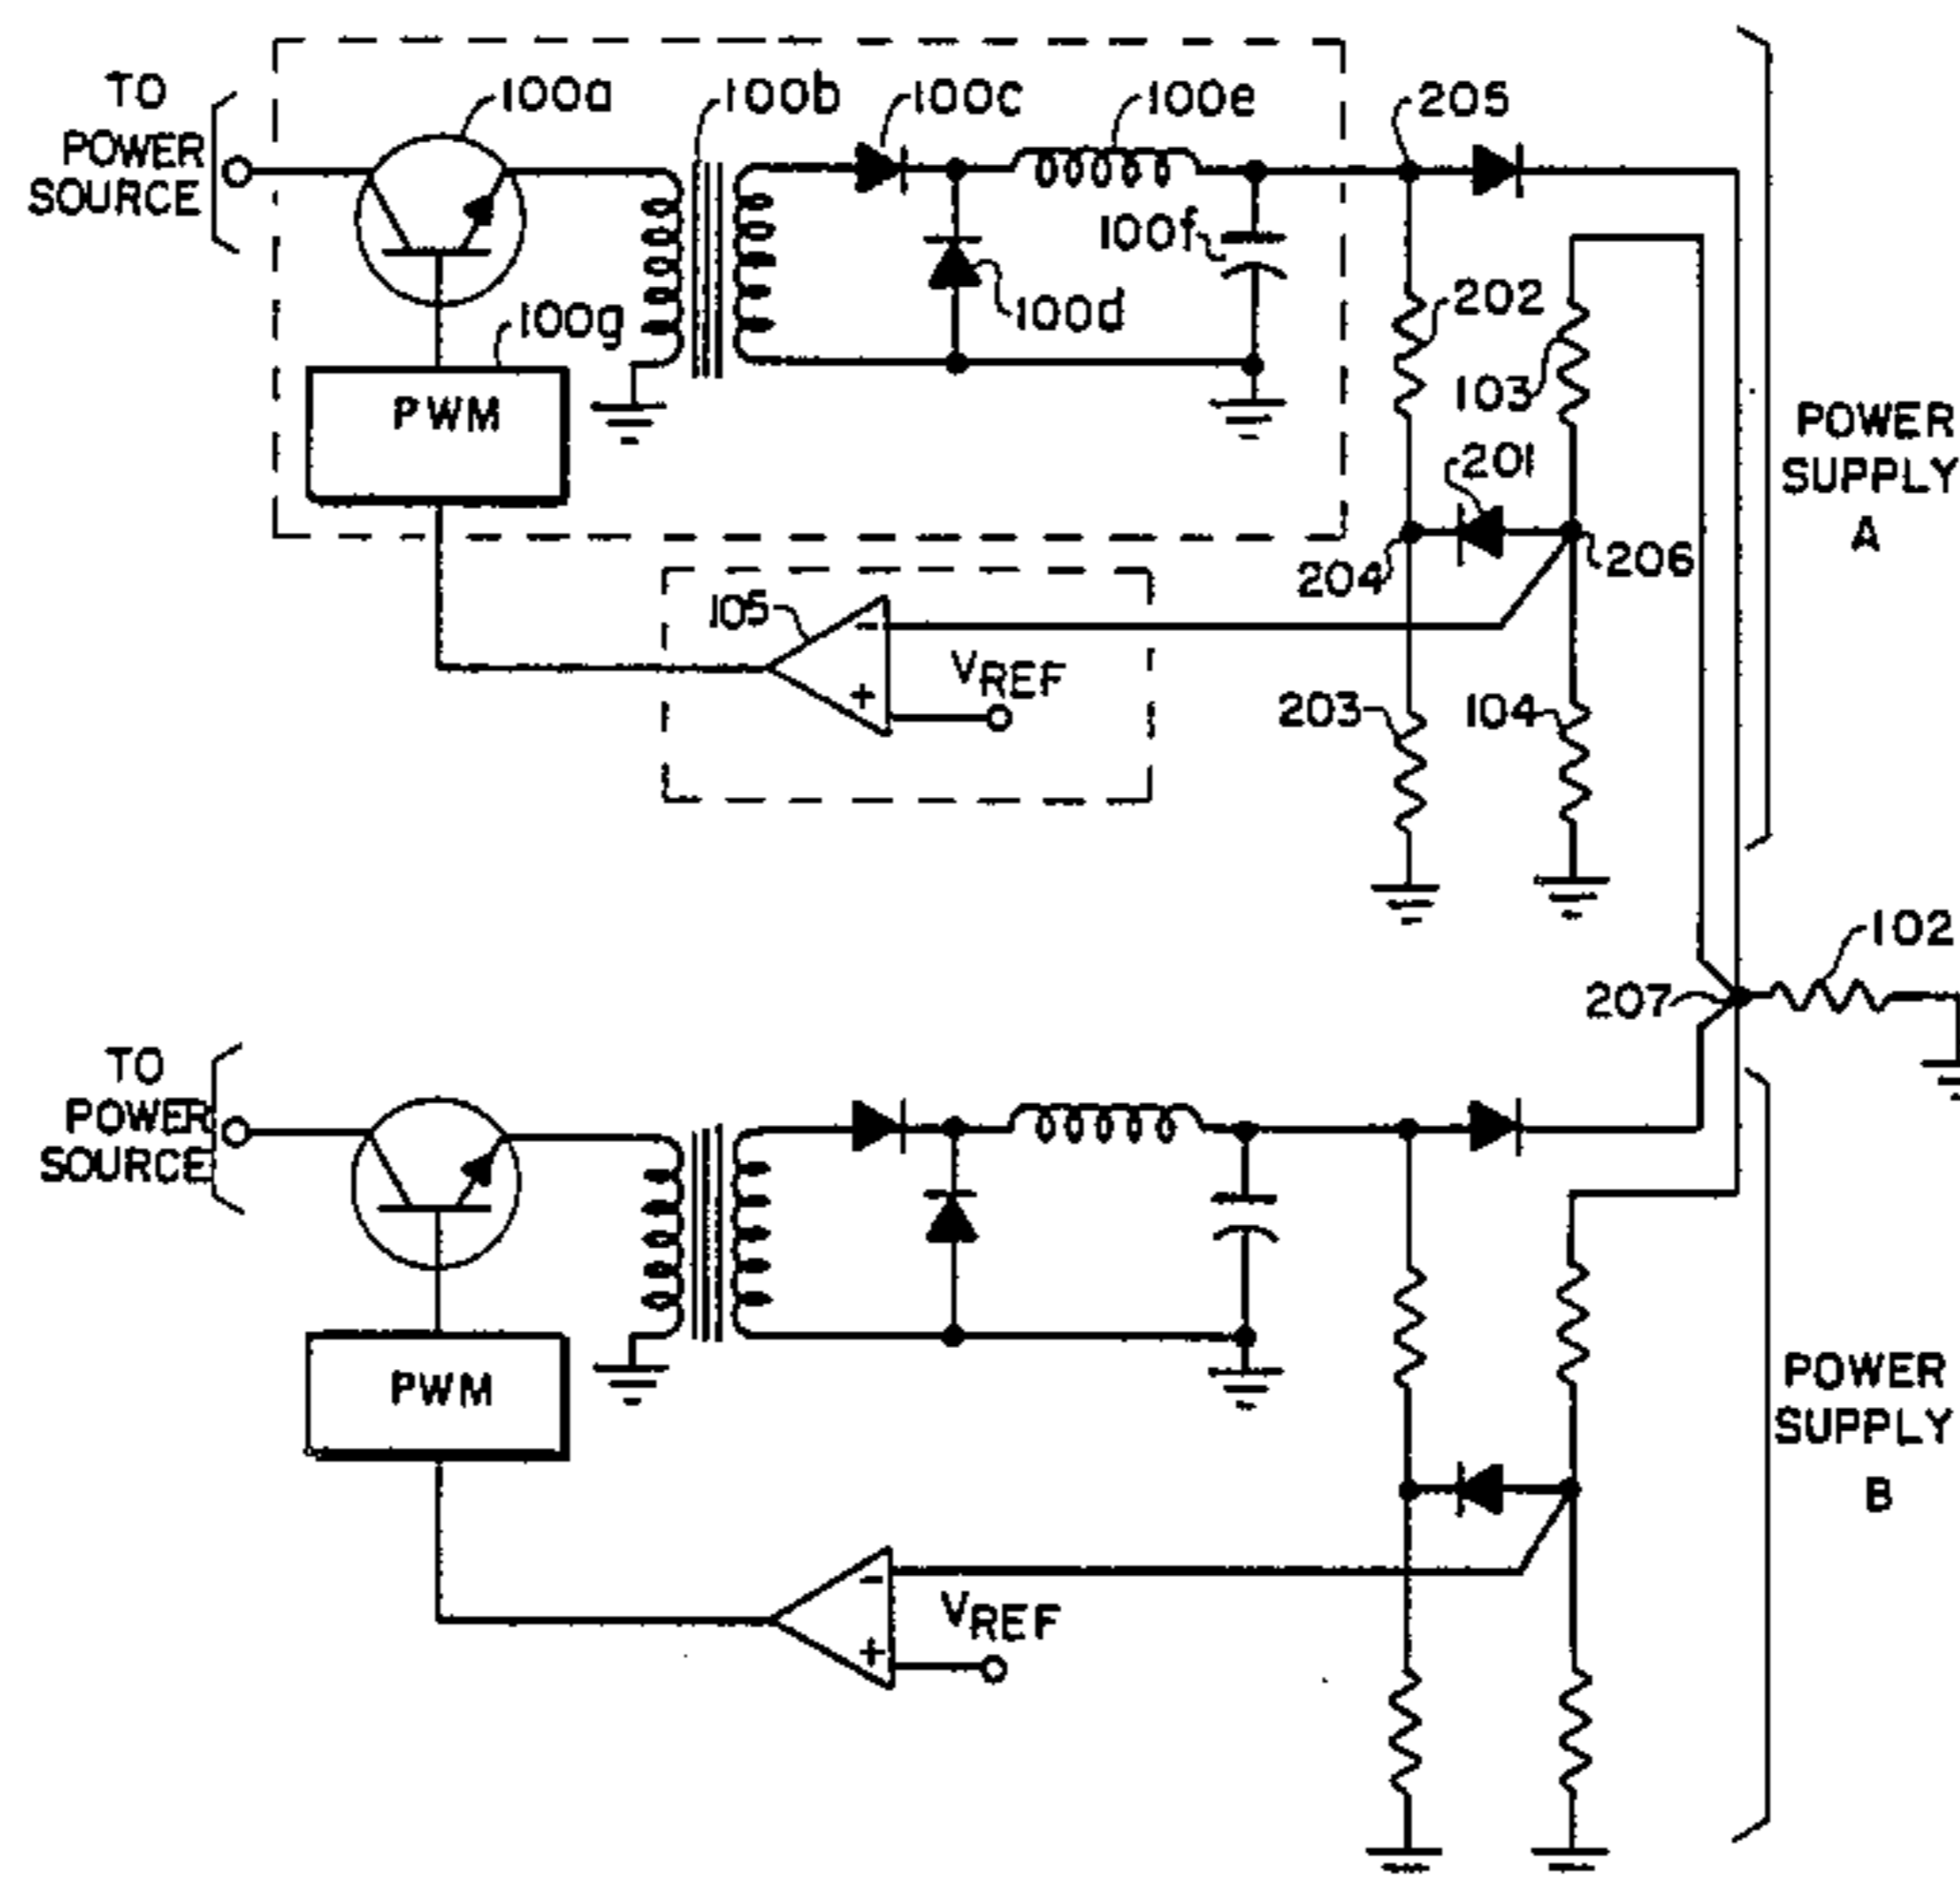 TO
POWER
SOURCE
100a
100b
100c
100e
205
100f
100d
202
100g
PWM
103
POWER
SUPPLY
A
201
204
206
105
-
+
VREF
203
104
102
207
TO
POWER
SOURCE
PWM
POWER
SUPPLY
B
-
+
VREF